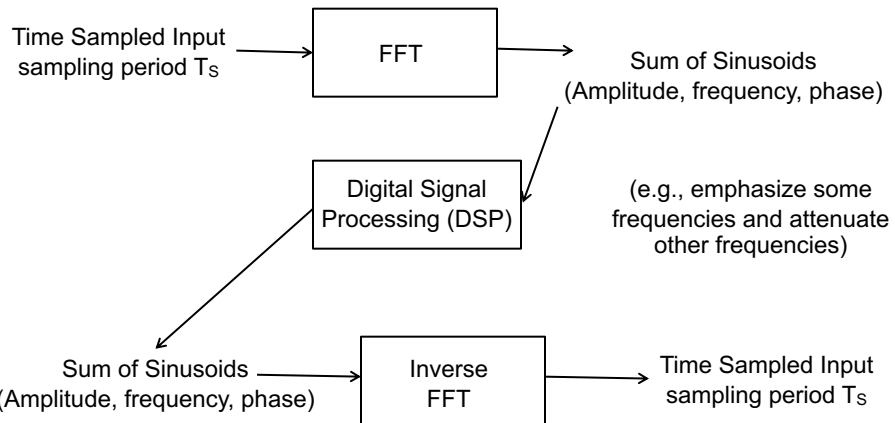 Time Sampled Input
sampling period TS
FFT
Sum of Sinusoids
(Amplitude, frequency, phase)
Digital Signal
Processing (DSP)
(e.g., emphasize some
frequencies and attenuate
other frequencies)
Sum of Sinusoids
(Amplitude, frequency, phase)
Inverse
FFT
Time Sampled Input
sampling period TS